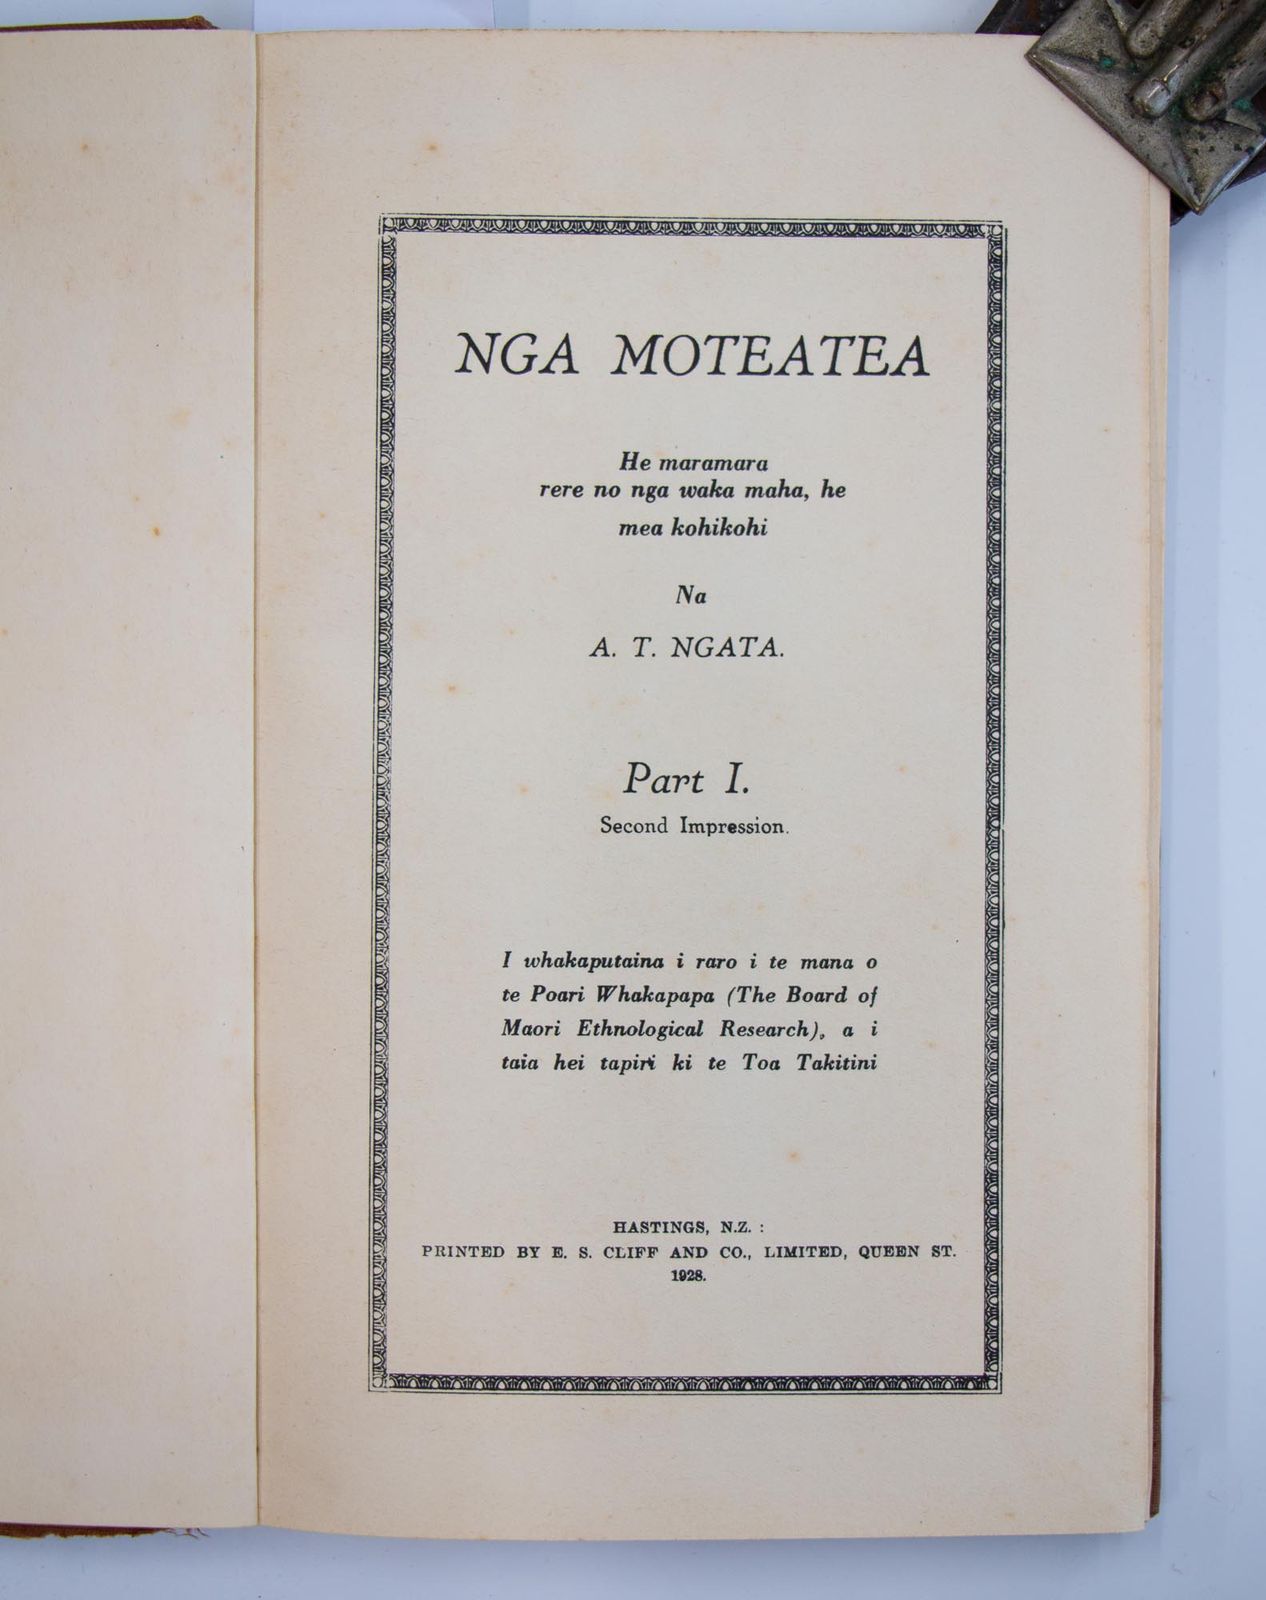 NGA MOTEATEA
He maramara
rere no nga waka maha, he
mea kohikohi
Na
A. T. NGATA.
Part I.
Second Impression.
I whakaputaina i raro i te mana o
te Poari Whakapapa (The Board of
Maori Ethnological Research), a i
taia hei tapiri ki te Toa Takitini
HASTINGS, N.Z. :
PRINTED BY E. S. CLIFF AND CO., LIMITED, QUEEN ST.
1928.